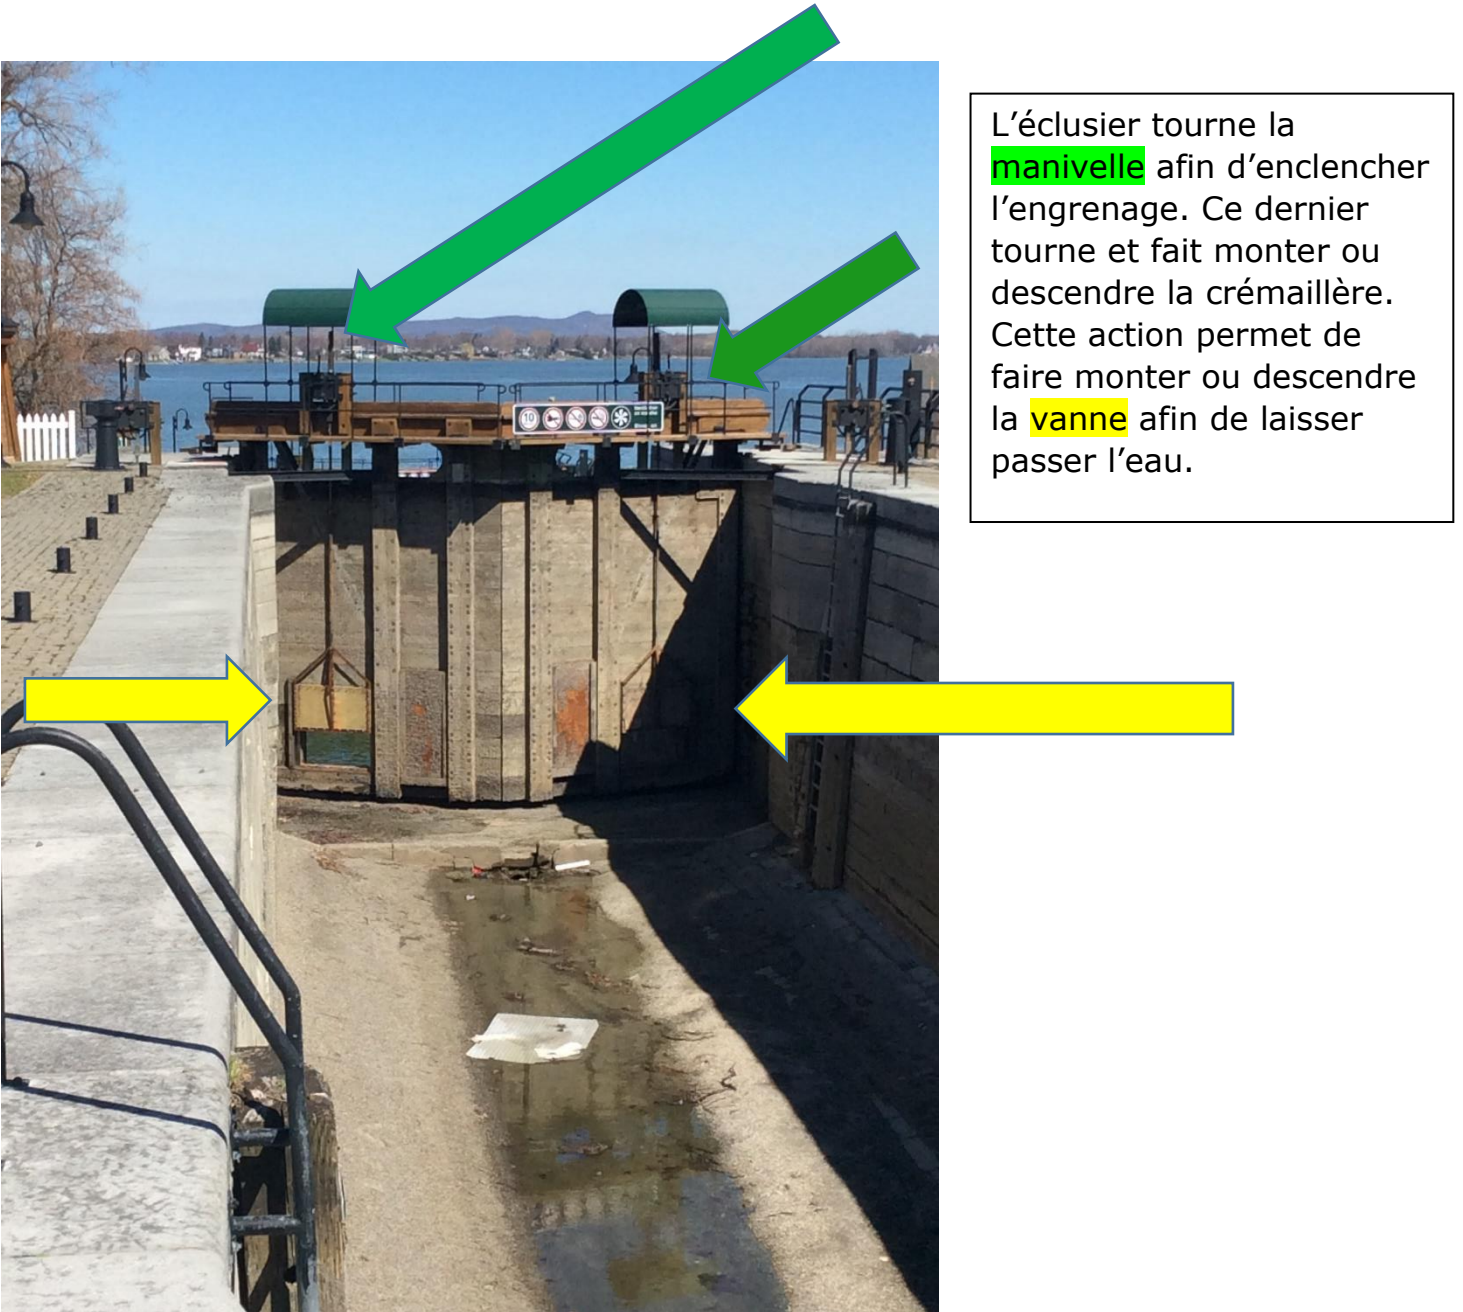 L’éclusier tourne la
manivelle afin d’enclencher
l’engrenage. Ce dernier
tourne et fait monter ou
descendre la crémaillère.
Cette action permet de
faire monter ou descendre
la vanne afin de laisser
passer l’eau.
10